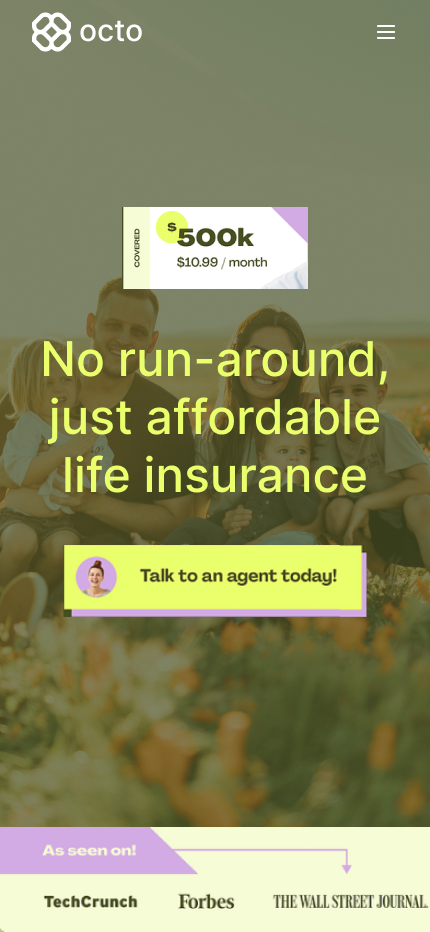 octo
COVERED
$500k
$10.99 / month
No run-around,
just affordable
life insurance
Talk to an agent today!
As seen on!
TechCrunch
Forbes
THE WALL STREET JOURNAL.